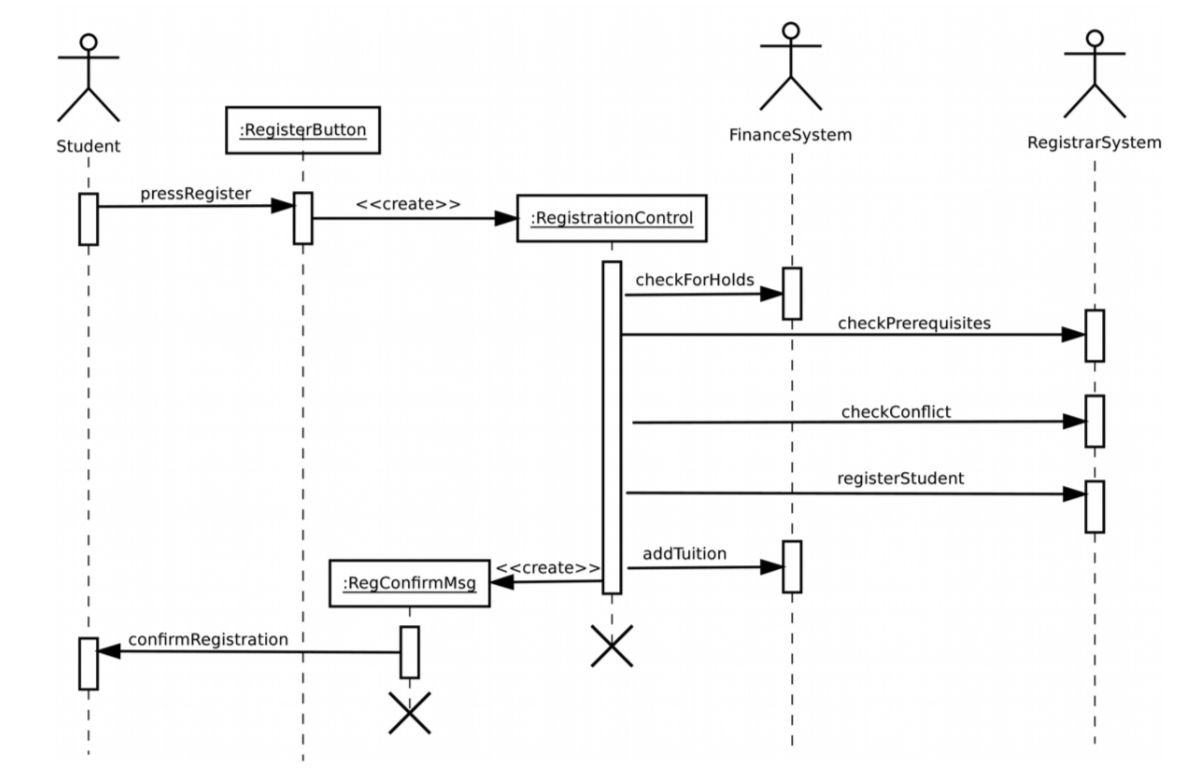 FinanceSystem
:RegisterButton
Student
RegistrarSystem
pressRegister
<<create>>
:RegistrationControl
checkForHolds
checkPrerequisites
checkConflict
registerStudent
addTuition
<<create>>
:RegConfirmMsg
confirmRegistration